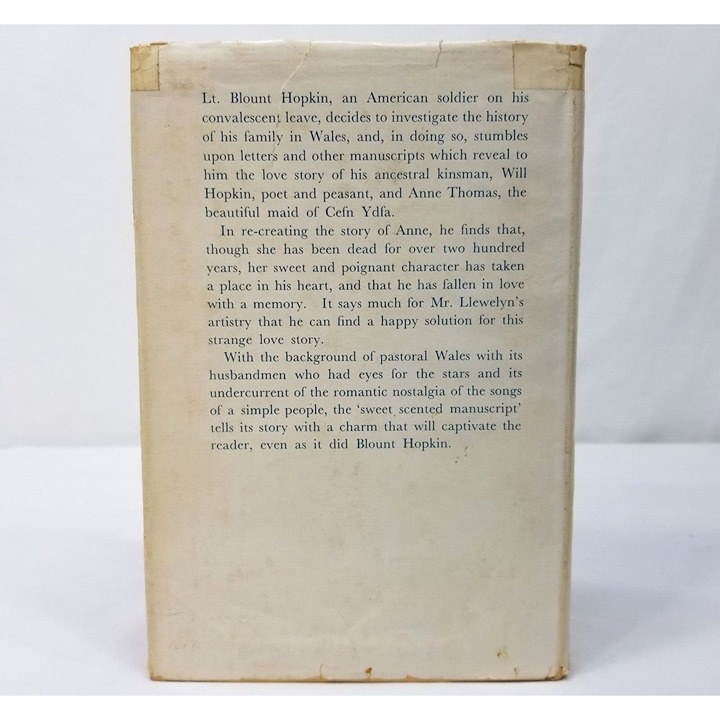 Lt. Blount Hopkin, an American soldier on his
convalescent leave, decides to investigate the history
of his family in Wales, and, in doing so, stumbles
upon letters and other manuscripts which reveal to
him the love story of his ancestral kinsman, Will
Hopkin, poet and peasant, and Anne Thomas, the
beautiful maid of Cefn Ydfa.
In re-creating the story of Anne, he finds that,
though she has been dead for over two hundred
years, her sweet and poignant character has taken
a place in his heart, and that he has fallen in love
with a memory. It says much for Mr. Llewelyn's
artistry that he can find a happy solution for this
strange love story.
With the background of pastoral Wales with its
husbandmen who had eyes for the stars and its
undercurrent of the romantic nostalgia of the songs
of a simple people, the 'sweet scented manuscript'
tells its story with a charm that will captivate the
reader, even as it did Blount Hopkin.